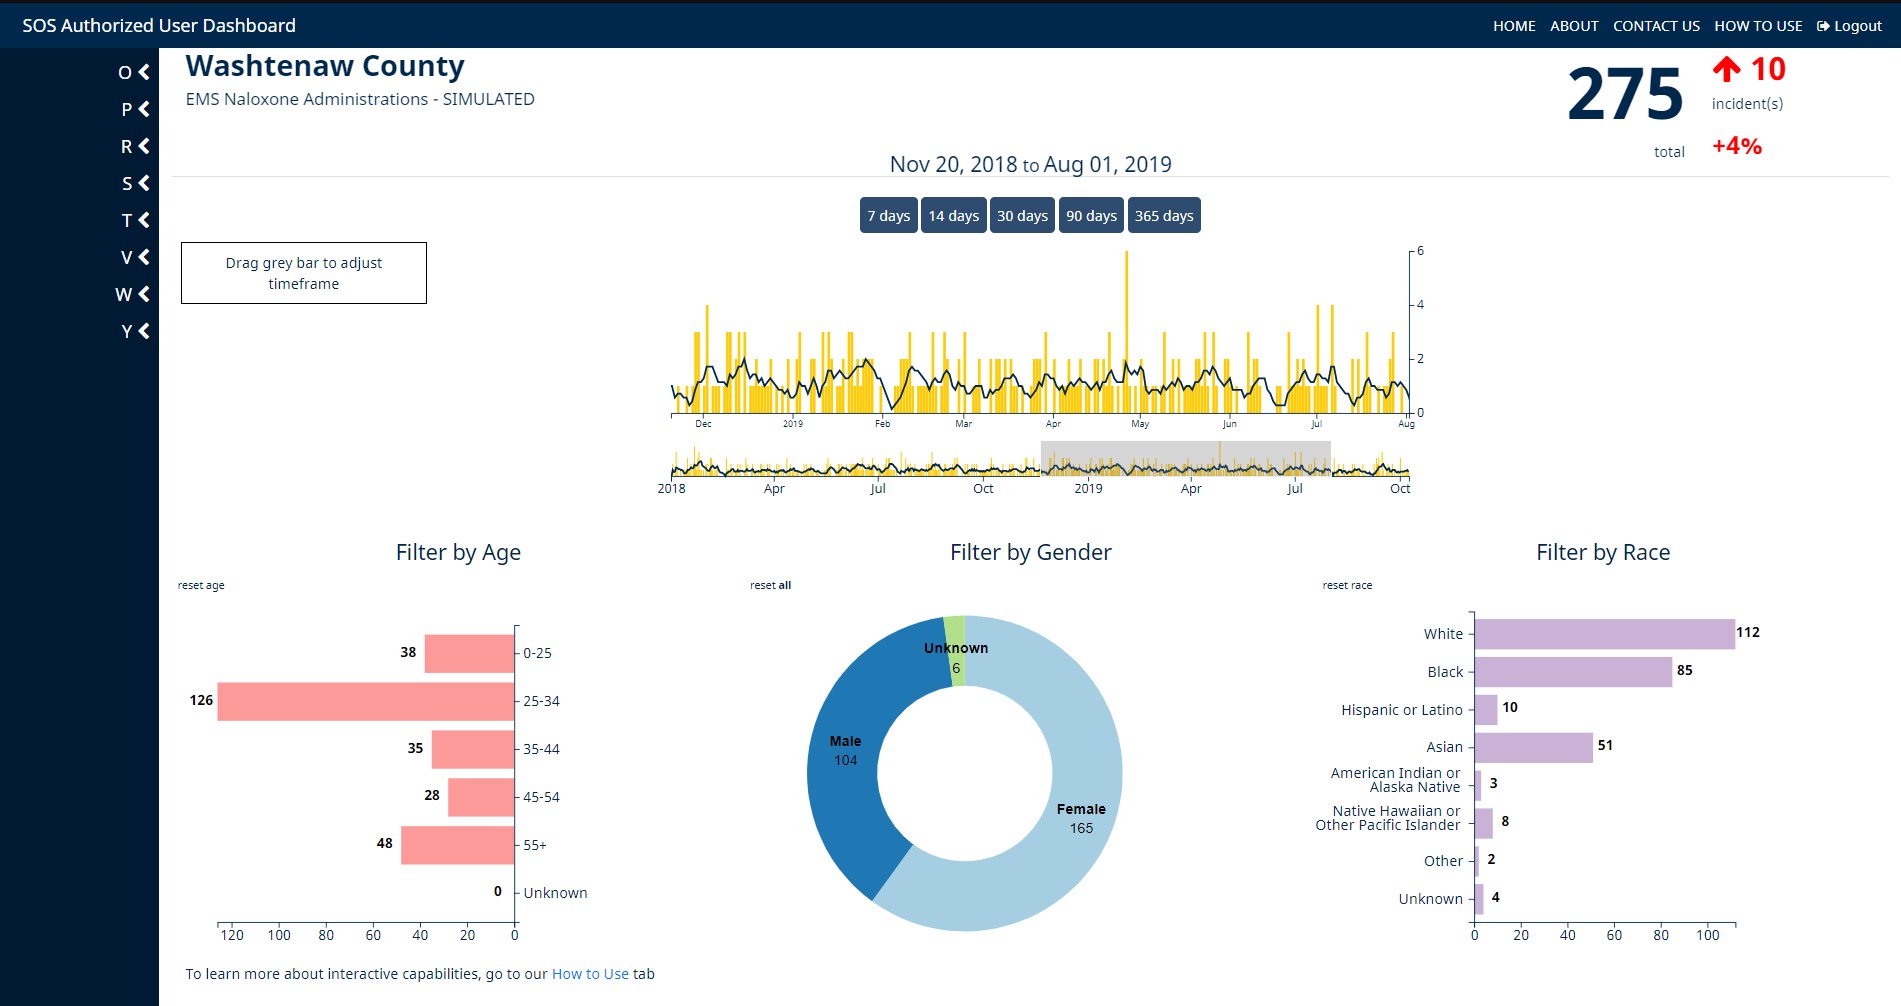 SOS Authorized User Dashboard
HOME ABOUT CONTACT US HOW TO USE Logout
O
P
R
S
T
V
W
Y
Washtenaw County
EMS Naloxone Administrations - SIMULATED
275
total
10
incident(s)
+4%
Nov 20, 2018 to Aug 01, 2019
7 days 14 days 30 days 90 days 365 days
Drag grey bar to adjust
timeframe
6
4
2
0
Dec 2019 Feb Mar Apr May Jun Jul Aug
2018 Apr Jul Oct 2019 Apr Jul Oct
Filter by Age
reset age
38 0-25
126 25-34
35 35-44
28 45-54
48 55+
0 Unknown
120 100 80 60 40 20 0
Filter by Gender
reset all
Unknown
6
Male
104
Female
165
Filter by Race
reset race
White 112
Black 85
Hispanic or Latino 10
Asian 51
American Indian or
Alaska Native 3
Native Hawaiian or
Other Pacific Islander 8
Other 2
Unknown 4
0 20 40 60 80 100
To learn more about interactive capabilities, go to our How to Use tab